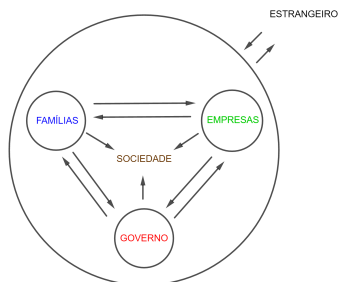 ESTRANGEIRO
FAMÍLIAS
EMPRESAS
SOCIEDADE
GOVERNO